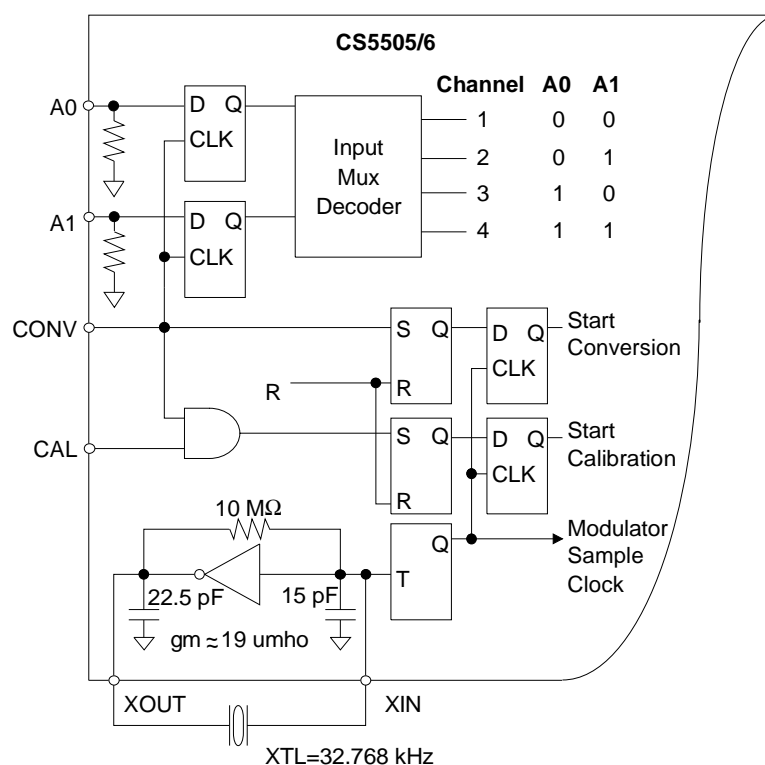 CS5505/6
Channel A0 A1
A0
D Q
CLK
1 0 0
2 0 1
3 1 0
4 1 1
Input
Mux
Decoder
A1
D Q
CLK
CONV
S Q
R
D Q
CLK
Start
Conversion
R
CAL
S Q
R
D Q
CLK
Start
Calibration
10 MΩ
22.5 pF
15 pF
gm ≈ 19 umho
T Q
Modulator
Sample
Clock
XOUT
XIN
XTL=32.768 kHz